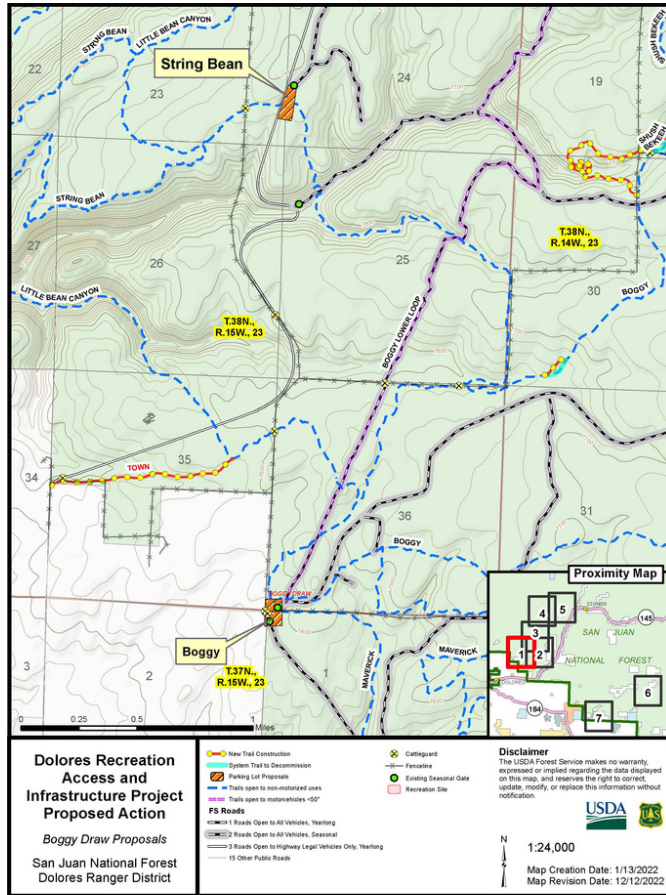 STRING BEAN
LITTLE BEAN CANYON
22
23
String Bean
24
19
SHUSH BEKEEH
SHUSH
BEKEEH
STRING BEAN
27
26
25
T.38N.,
R.14W., 23
30
BOGGY
LITTLE BEAN CANYON
T.38N.,
R.15W., 23
BOGGY LOWER LOOP
34
TOWN
35
36
31
BOGGY
BOGGY DRAW
Boggy
T.37N.,
R.15W., 23
3
2
1
MAVERICK
MAVERICK
7600
0
0.5
1
Miles
Proximity Map
4
5
STONER
145
3
SAN JUAN
1
2
NATIONAL FOREST
DOLORES
6
184
7
Dolores Recreation
Access and
Infrastructure Project
Proposed Action
Boggy Draw Proposals
San Juan National Forest
Dolores Ranger District
New Trail Construction
System Trail to Decommission
Parking Lot Proposals
Trails open to non-motorized uses
Trails open to motorvehicles <50"
FS Roads
1 Roads Open to All Vehicles, Yearlong
2 Roads Open to All Vehicles, Seasonal
3 Roads Open to Highway Legal Vehicles Only, Yearlong
15 Other Public Roads
Cattleguard
Fenceline
Existing Seasonal Gate
Recreation Site
Disclaimer
The USDA Forest Service makes no warranty,
expressed or implied regarding the data displayed
on this map, and reserves the right to correct,
update, modify, or replace this information without
notification.
USDA
N
1:24,000
Map Creation Date: 1/13/2022
Map Revision Date: 12/12/2022